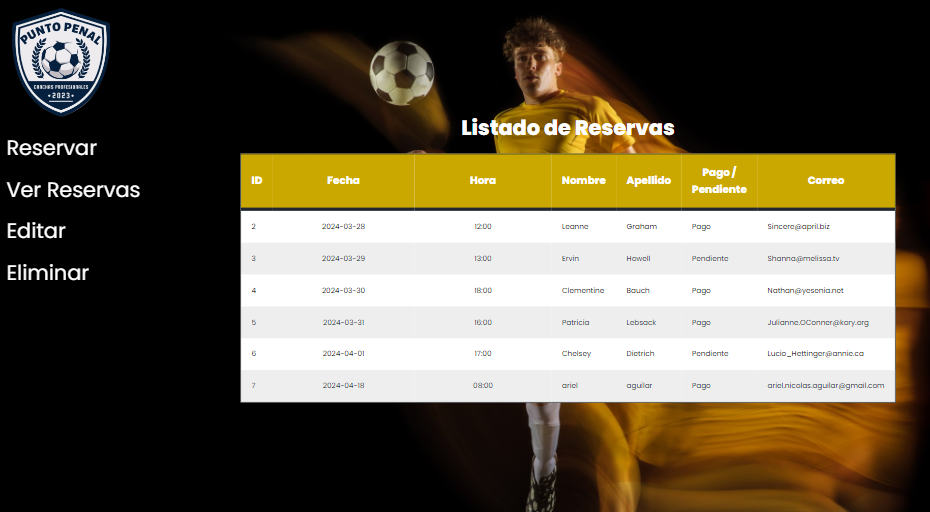 PUNTO PENAL
CANCHAS PROFESIONALES
•2023•
Reservar
Ver Reservas
Editar
Eliminar
Listado de Reservas
ID Fecha Hora Nombre Apellido Pago / Pendiente Correo
2 2024-03-28 12:00 Leanne Graham Pago Sincere@april.biz
3 2024-03-29 13:00 Ervin Howell Pendiente Shanna@melissa.tv
4 2024-03-30 18:00 Clementine Bauch Pago Nathan@yesenia.net
5 2024-03-31 16:00 Patricia Lebsack Pago Julianne.OConner@kory.org
6 2024-04-01 17:00 Chelsey Dietrich Pendiente Lucio_Hettinger@annie.ca
7 2024-04-18 08:00 ariel aguilar Pago ariel.nicolas.aguilar@gmail.com